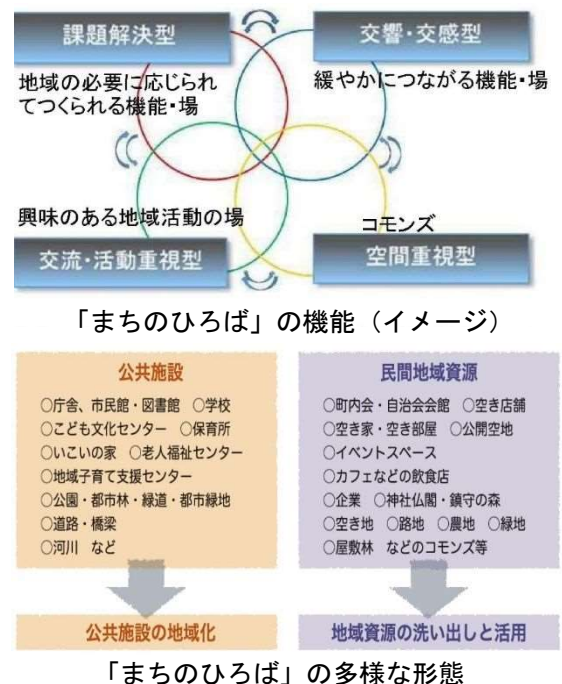 課題解決型
交響・交感型
地域の必要に応じられ
てつくられる機能・場
緩やかにつながる機能・場
興味のある地域活動の場
コモンズ
交流・活動重視型
空間重視型
「まちのひろば」の機能（イメージ）
公共施設
○庁舎、市民館・図書館 ○学校
○こども文化センター ○保育所
○いこいの家 ○老人福祉センター
○地域子育て支援センター
○公園・都市林・緑道・都市緑地
○道路・橋梁
○河川 など
公共施設の地域化
民間地域資源
○町内会・自治会会館 ○空き店舗
○空き家・空き部屋 ○公開空地
○イベントスペース
○カフェなどの飲食店
○企業 ○神社仏閣・鎮守の森
○空き地 ○路地 ○農地 ○緑地
○屋敷林 などのコモンズ等
地域資源の洗い出しと活用
「まちのひろば」の多様な形態